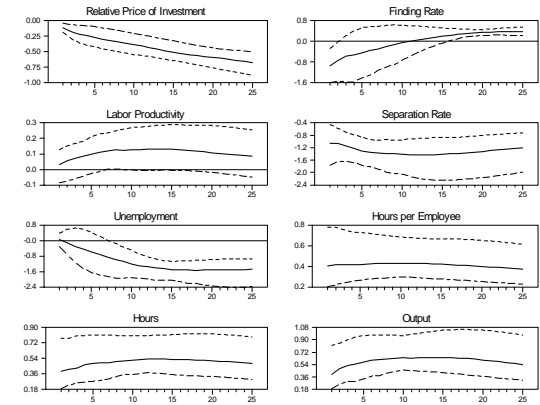 Relative Price of Investment
0.00
-0.25
-0.50
-0.75
-1.00
5 10 15 20 25
Finding Rate
0.8
0.0
-0.8
-1.6
5 10 15 20 25
Labor Productivity
0.3
0.2
0.1
0.0
-0.1
5 10 15 20 25
Separation Rate
-0.4
-0.8
-1.2
-1.6
-2.0
-2.4
5 10 15 20 25
Unemployment
0.8
-0.0
-0.8
-1.6
-2.4
5 10 15 20 25
Hours per Employee
0.8
0.6
0.4
0.2
5 10 15 20 25
Hours
0.90
0.72
0.54
0.36
0.18
5 10 15 20 25
Output
1.08
0.90
0.72
0.54
0.36
0.18
5 10 15 20 25